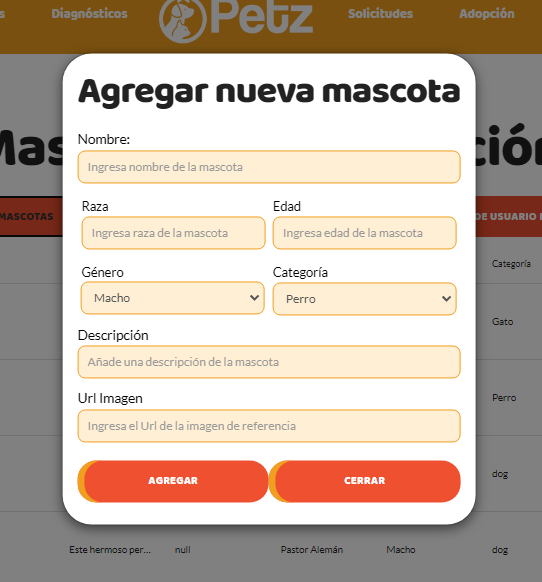 Diagnósticos Petz Solicitudes Adopción
Agregar nueva mascota
Nombre:
Ingresa nombre de la mascota
Raza Edad
Ingresa raza de la mascota Ingresa edad de la mascota
MASCOTAS DE USUARIO
Género Categoría
Categoría
Macho Perro
Gato
Descripción
Añade una descripción de la mascota
Url Imagen
Perro
Ingresa el Url de la imagen de referencia
AGREGAR CERRAR
dog
Este hermoso per... null Pastor Alemán Macho dog